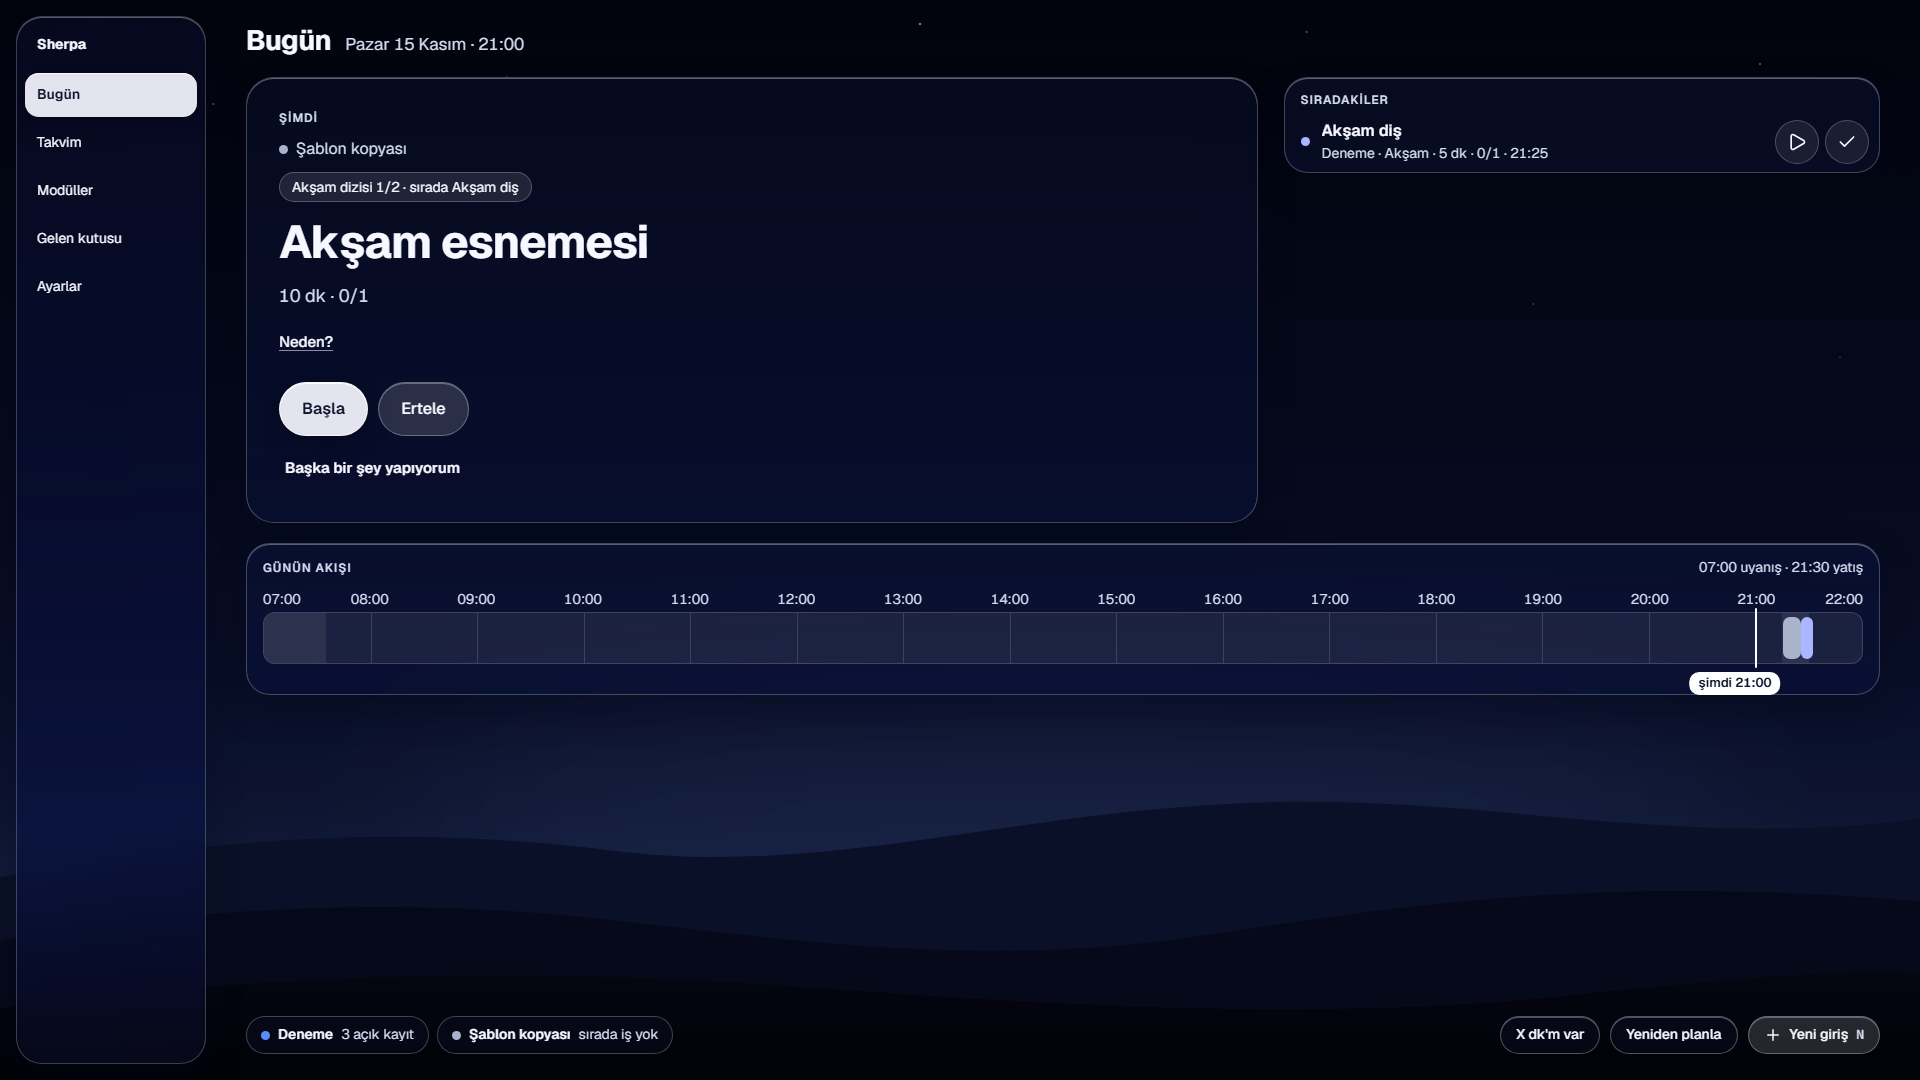 Sherpa
Bugün
Takvim
Modüller
Gelen kutusu
Ayarlar
Bugün Pazar 15 Kasım · 21:00
ŞİMDİ
Şablon kopyası
Akşam dizisi 1/2 · sırada Akşam diş
Akşam esnemesi
10 dk · 0/1
Neden?
Başla Ertele
Başka bir şey yapıyorum
SIRADAKİLER
Akşam diş
Deneme · Akşam · 5 dk · 0/1 · 21:25
GÜNÜN AKIŞI 07:00 uyanış · 21:30 yatış
07:00 08:00 09:00 10:00 11:00 12:00 13:00 14:00 15:00 16:00 17:00 18:00 19:00 20:00 21:00 22:00
şimdi 21:00
Deneme 3 açık kayıt Şablon kopyası sırada iş yok X dk'm var Yeniden planla + Yeni giriş N